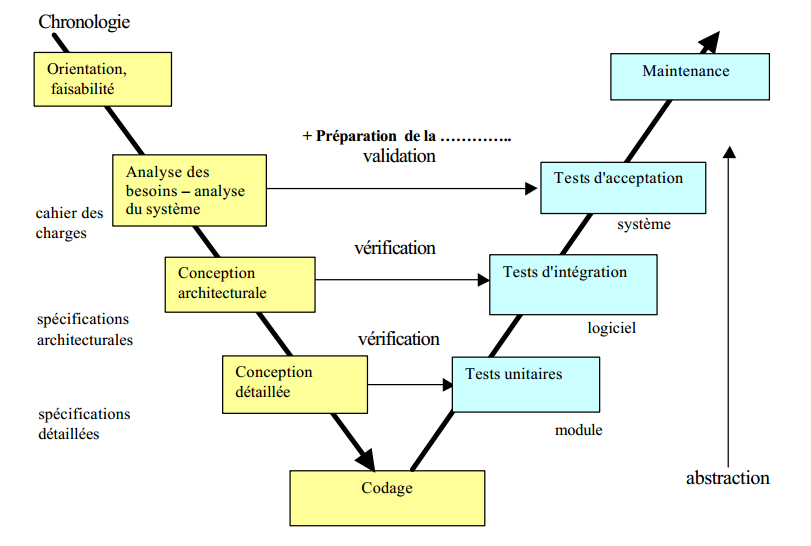 Chronologie
Orientation,
faisabilité
Maintenance
+ Préparation de la …………..
validation
Analyse des
besoins – analyse
du système
Tests d'acceptation
cahier des
charges
système
vérification
Conception
architecturale
Tests d'intégration
spécifications
architecturales
logiciel
vérification
Conception
détaillée
Tests unitaires
spécifications
détaillées
module
abstraction
Codage